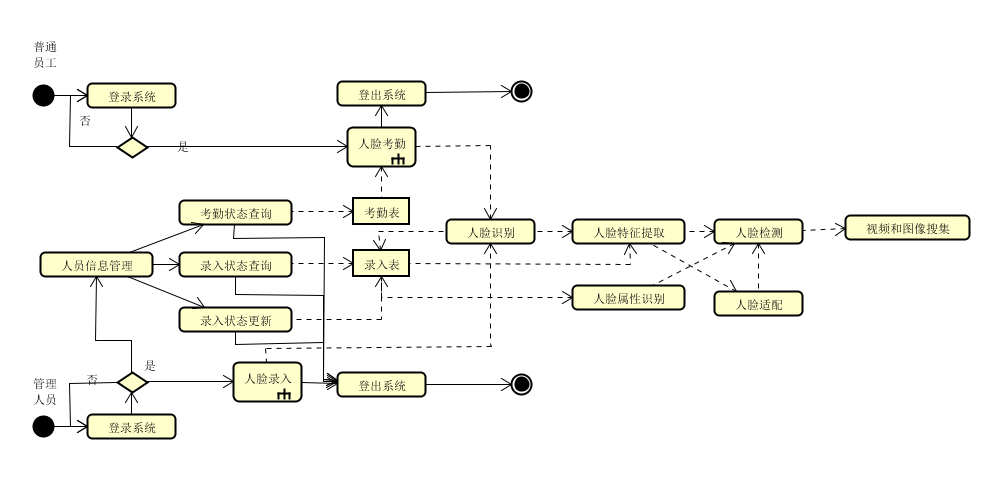 普通
员工
登录系统
否
是
登出系统
人脸考勤
考勤状态查询
考勤表
人脸识别
人脸特征提取
人脸检测
视频和图像搜集
人员信息管理
录入状态查询
录入表
人脸属性识别
人脸适配
录入状态更新
是
否
人脸录入
登出系统
管理
人员
登录系统